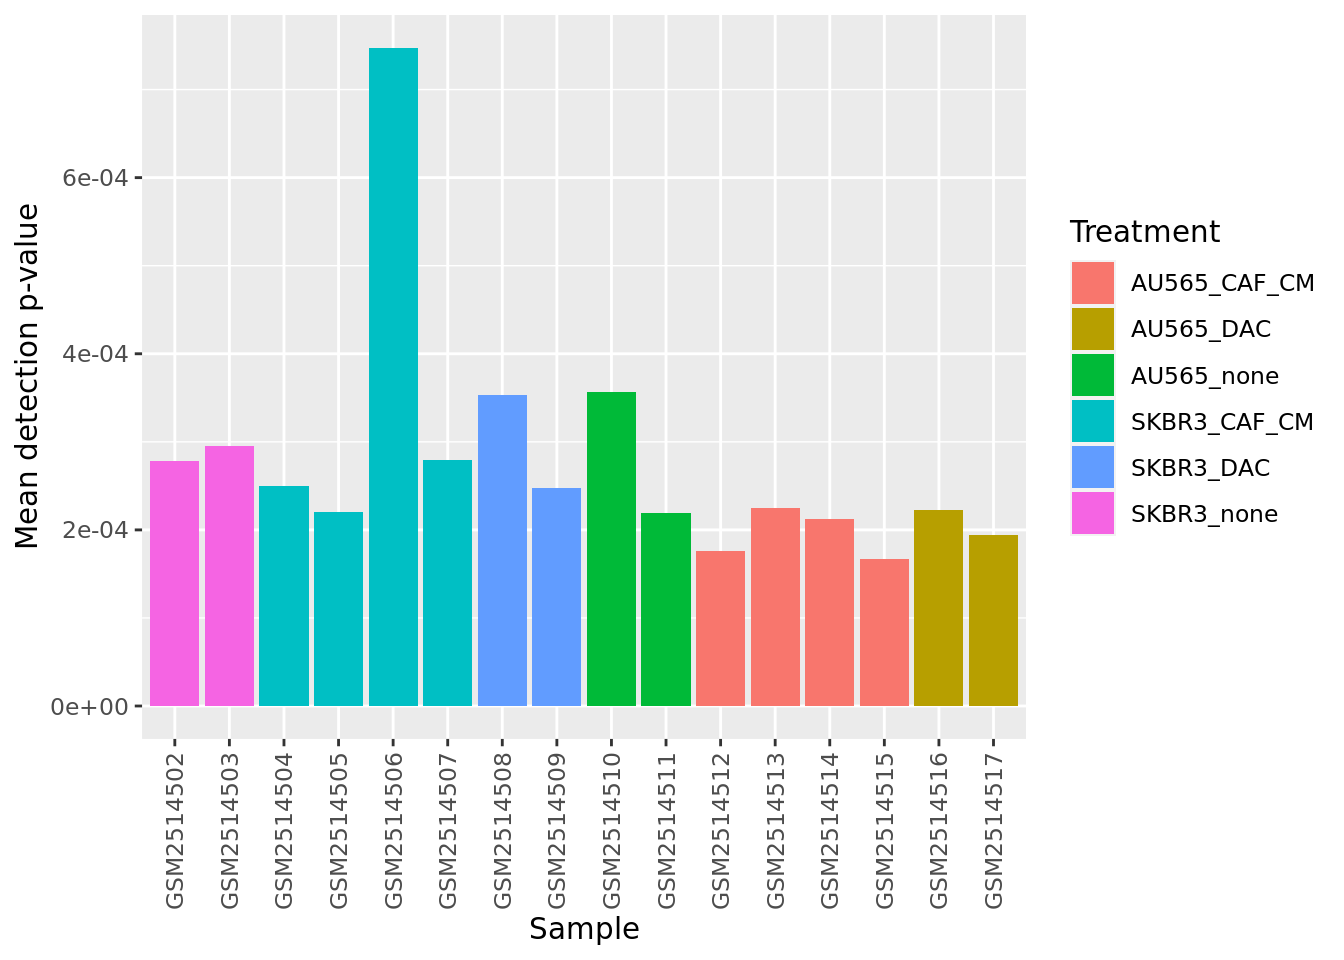 Mean detection p-value
6e-04
4e-04
2e-04
0e+00
GSM2514502
GSM2514503
GSM2514504
GSM2514505
GSM2514506
GSM2514507
GSM2514508
GSM2514509
GSM2514510
GSM2514511
GSM2514512
GSM2514513
GSM2514514
GSM2514515
GSM2514516
GSM2514517
Sample
Treatment
AU565_CAF_CM
AU565_DAC
AU565_none
SKBR3_CAF_CM
SKBR3_DAC
SKBR3_none